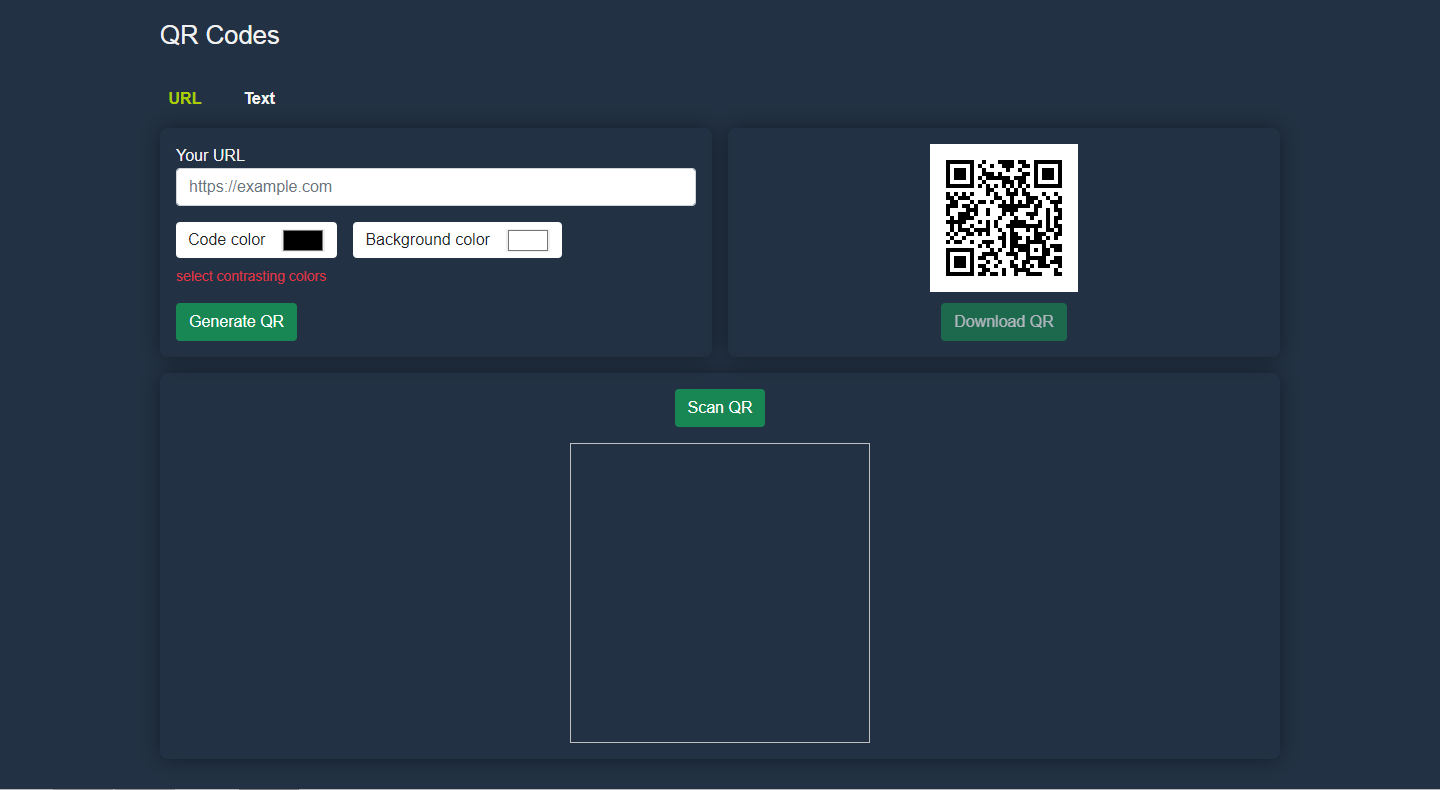 QR Codes
URL Text
Your URL
https://example.com
Code color Background color
select contrasting colors
Generate QR
Download QR
Scan QR